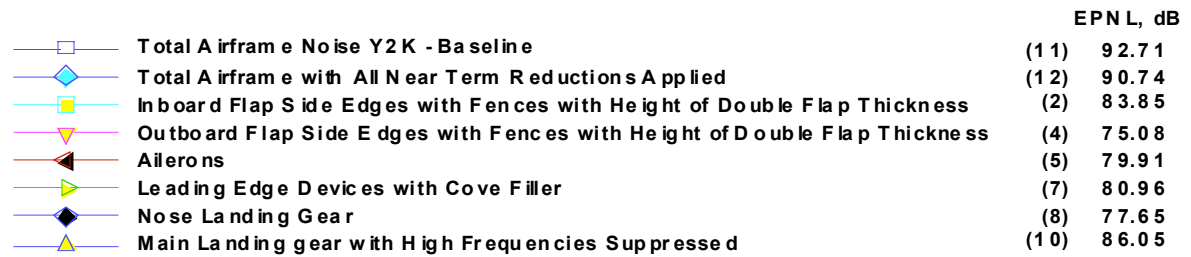 EPNL, dB
Total Airframe Noise Y2K - Baseline (11) 92.71
Total Airframe with All Near Term Reductions Applied (12) 90.74
Inboard Flap Side Edges with Fences with Height of Double Flap Thickness (2) 83.85
Outboard Flap Side Edges with Fences with Height of Double Flap Thickness (4) 75.08
Ailerons (5) 79.91
Leading Edge Devices with Cove Filler (7) 80.96
Nose Landing Gear (8) 77.65
Main Landing gear with High Frequencies Suppressed (10) 86.05